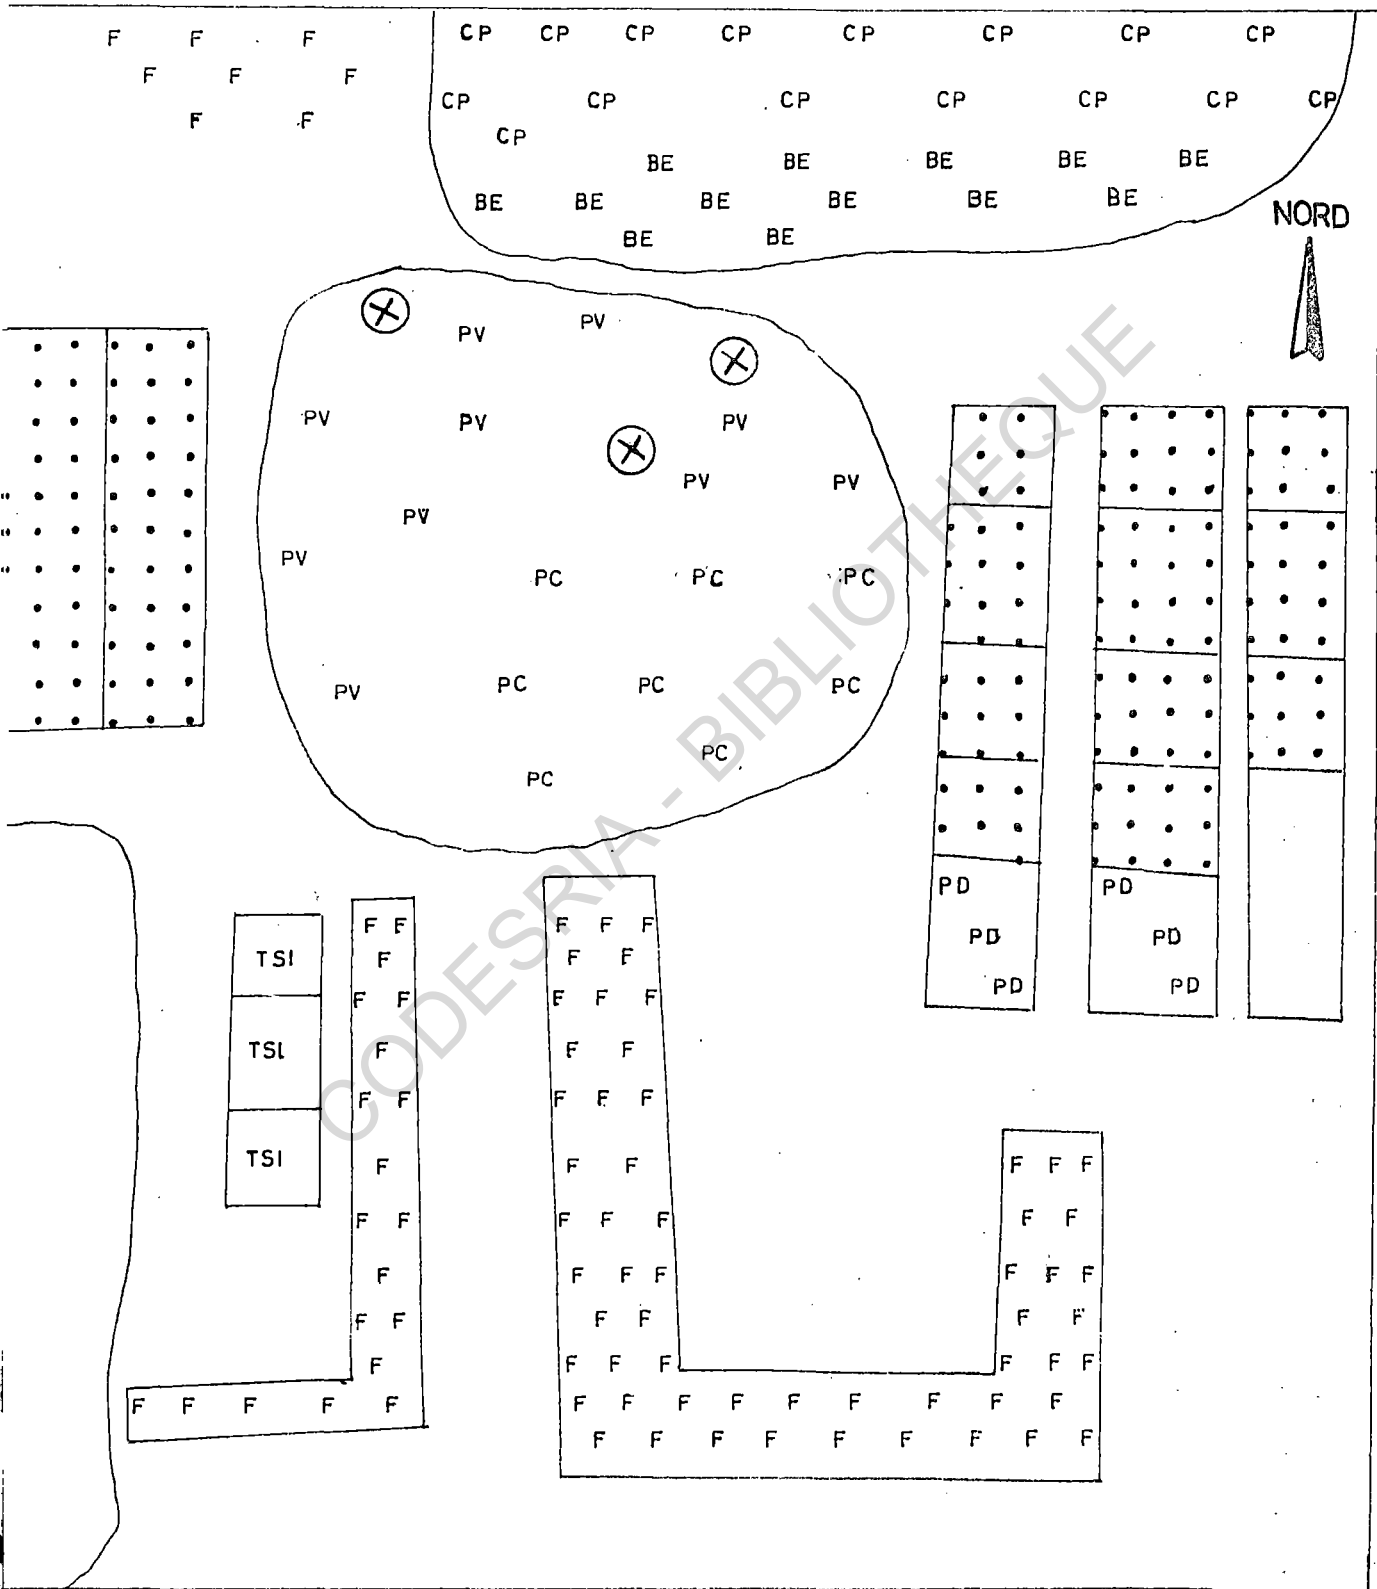 F F F CP CP CP CP CP CP CP CP
F F F
CP CP CP CP CP CP CP
F F
CP
BE BE BE BE BE
BE BE BE BE BE BE
NORD
BE BE
PV PV
PV PV PV
PV PV
PV
PV
PC PC PC
PV PC PC PC
PC
PC
PD PD
F F F F F
PD PD
TSI F F F
PD PD
F F F F F
TSI F F F
F F F F F
TSI F F F F F F
F F F F F F F
F F F F F F F
F F F F
F F F F F F F
F F F F F F F F F F F F F F
F F F F F F F F F
CODESRIA - BIBLIOTHEQUE